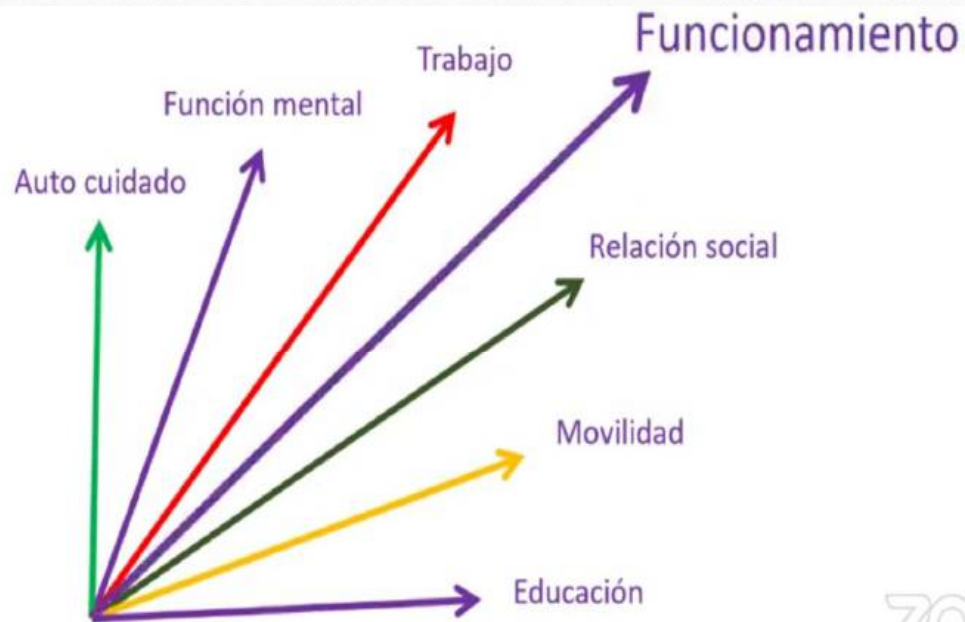 Funcionamiento
Trabajo
Función mental
Auto cuidado
Relación social
Movilidad
Educación